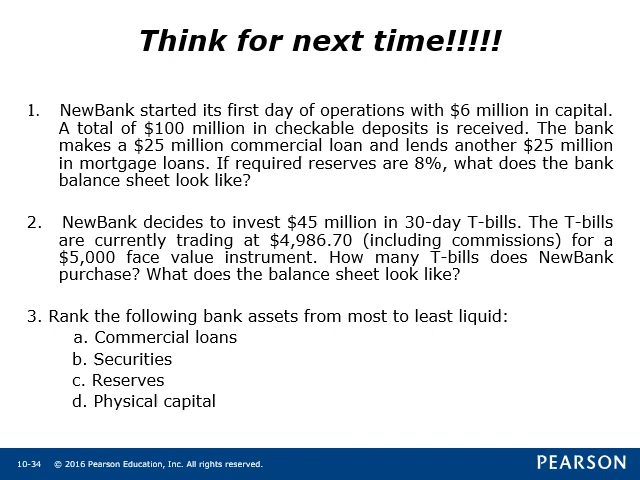 Think for next time!!!!!
1. NewBank started its first day of operations with $6 million in capital.
A total of $100 million in checkable deposits is received. The bank
makes a $25 million commercial loan and lends another $25 million
in mortgage loans. If required reserves are 8%, what does the bank
balance sheet look like?
2. NewBank decides to invest $45 million in 30-day T-bills. The T-bills
are currently trading at $4,986.70 (including commissions) for a
$5,000 face value instrument. How many T-bills does NewBank
purchase? What does the balance sheet look like?
3. Rank the following bank assets from most to least liquid:
a. Commercial loans
b. Securities
c. Reserves
d. Physical capital
10-34 © 2016 Pearson Education, Inc. All rights reserved.
PEARSON